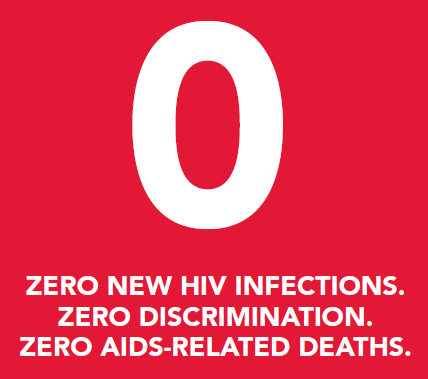 0
ZERO NEW HIV INFECTIONS.
ZERO DISCRIMINATION.
ZERO AIDS-RELATED DEATHS.